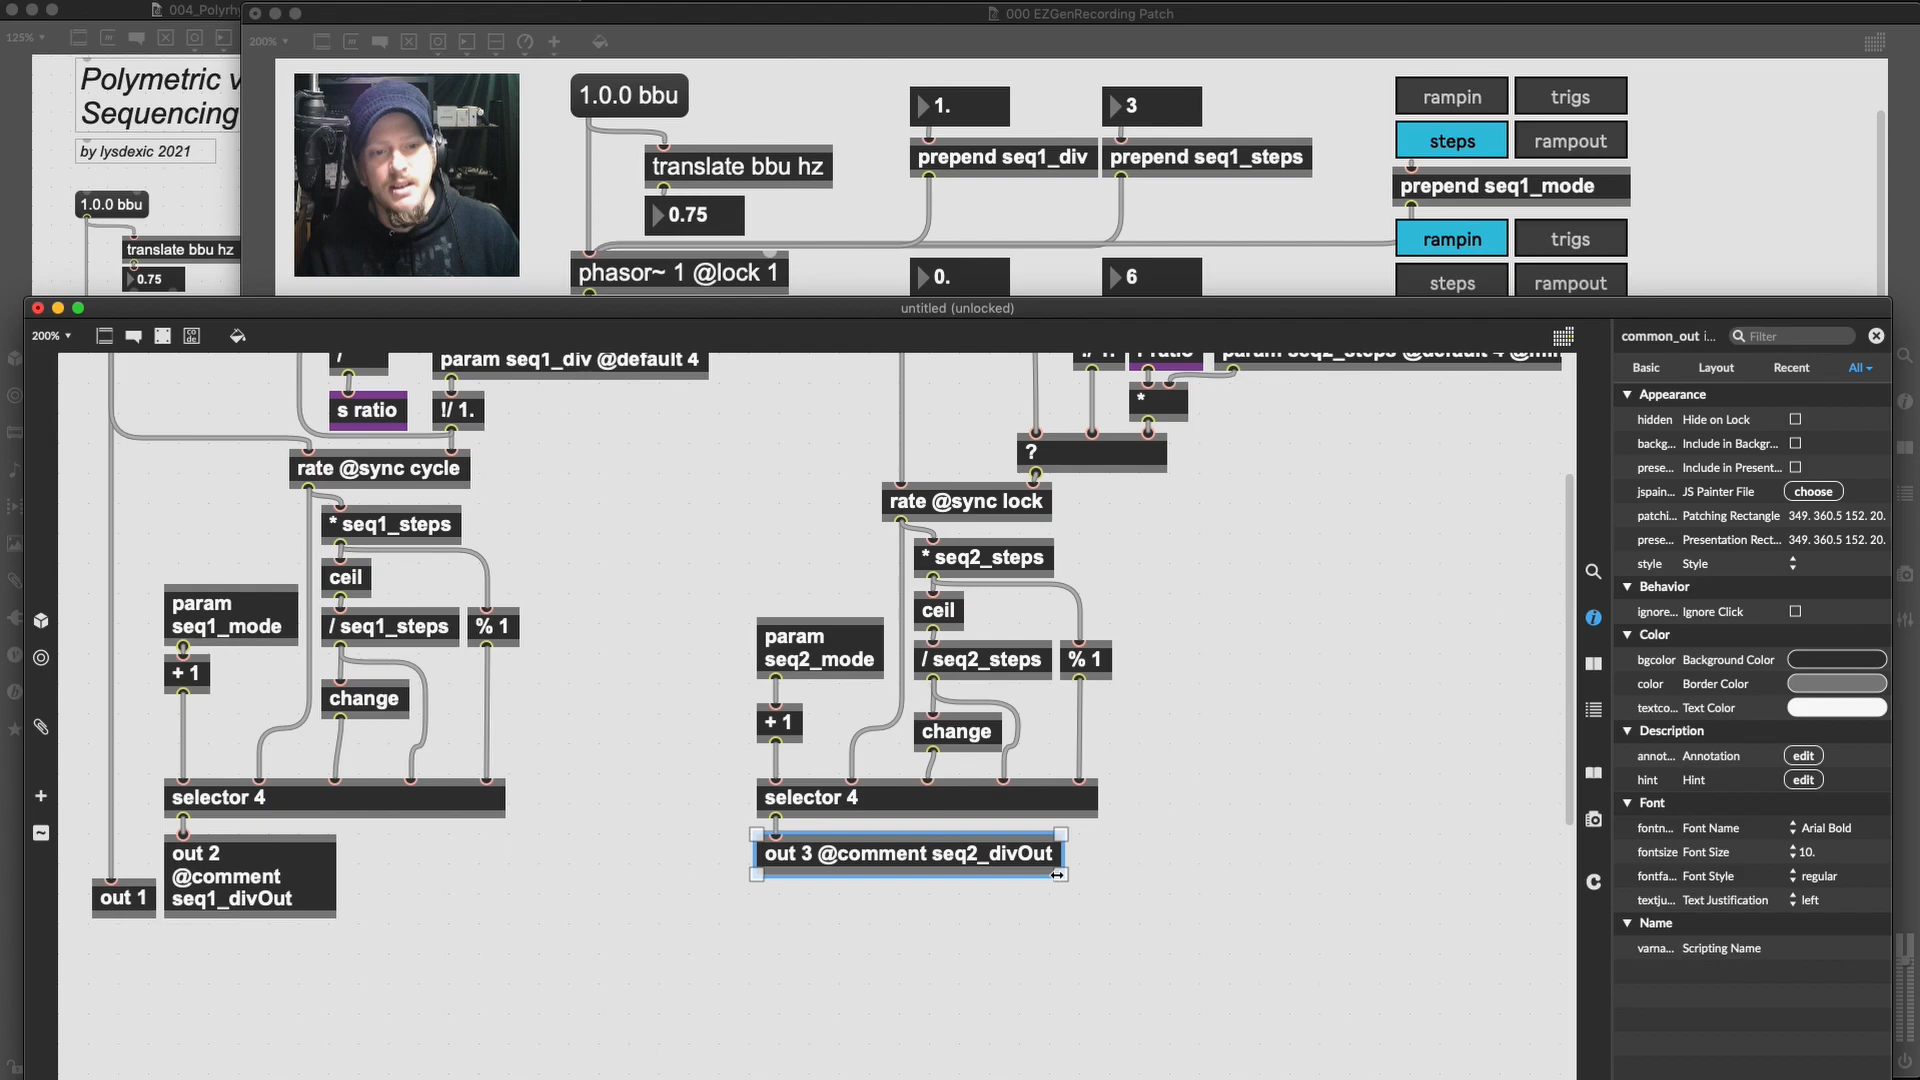 004_Polyrhy
000 EZGenRecording Patch
125%
200%
Polymetric v
Sequencing
by lysdexic 2021
1.0.0 bbu
translate bbu hz
0.75
1.0.0 bbu
translate bbu hz
0.75
phasor~ 1 @lock 1
1.
prepend seq1_div
0.
3
prepend seq1_steps
6
rampin
trigs
steps
rampout
prepend seq1_mode
rampin
trigs
steps
rampout
untitled (unlocked)
200%
/
param seq1_div @default 4
s ratio
!/ 1.
rate @sync cycle
* seq1_steps
ceil
/ seq1_steps
% 1
param
seq1_mode
+ 1
change
selector 4
out 2
@comment
seq1_divOut
out 1
!/ 1.
r ratio
param seq2_steps @default 4 @min
*
?
rate @sync lock
* seq2_steps
ceil
/ seq2_steps
% 1
param
seq2_mode
+ 1
change
selector 4
out 3 @comment seq2_divOut
common_out i...
Filter
Basic
Layout
Recent
All
Appearance
hidden Hide on Lock
backg... Include in Backgr...
prese... Include in Present...
jspain... JS Painter File choose
patchi... Patching Rectangle 349. 360.5 152. 20.
prese... Presentation Rect... 349. 360.5 152. 20.
style Style
Behavior
ignore... Ignore Click
Color
bgcolor Background Color
color Border Color
textco... Text Color
Description
annot... Annotation edit
hint Hint edit
Font
fontn... Font Name Arial Bold
fontsize Font Size 10.
fontfa... Font Style regular
textju... Text Justification left
Name
varna... Scripting Name